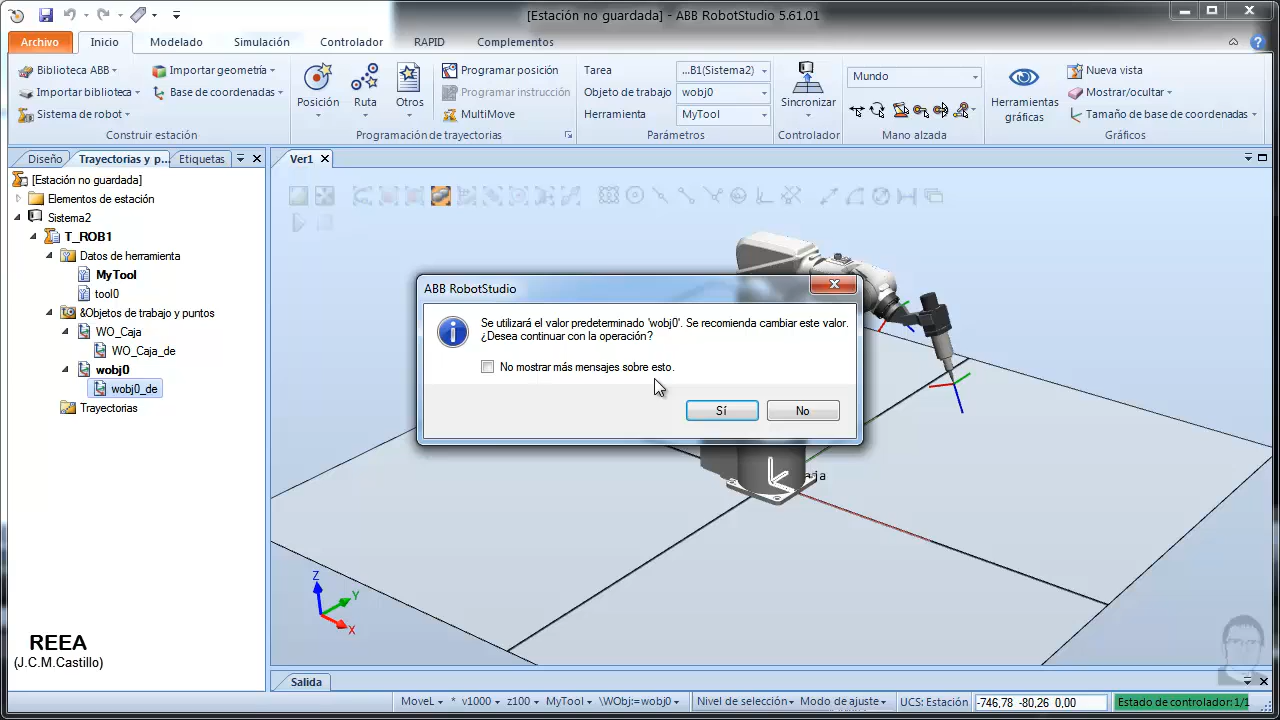 [Estación no guardada] - ABB RobotStudio 5.61.01
Archivo Inicio Modelado Simulación Controlador RAPID Complementos
Biblioteca ABB
Importar biblioteca
Sistema de robot
Importar geometría
Base de coordenadas
Construir estación
Posición Ruta Otros
Programar posición
Programar instrucción
MultiMove
Programación de trayectorias
Tarea ...B1(Sistema2)
Objeto de trabajo wobj0
Herramienta MyTool
Parámetros
Sincronizar
Controlador
Mundo
Mano alzada
Herramientas
gráficas
Nueva vista
Mostrar/ocultar
Tamaño de base de coordenadas
Gráficos
Diseño Trayectorias y p... Etiquetas
Ver1
[Estación no guardada]
Elementos de estación
Sistema2
T_ROB1
Datos de herramienta
MyTool
tool0
&Objetos de trabajo y puntos
WO_Caja
WO_Caja_de
wobj0
wobj0_de
Trayectorias
ABB RobotStudio
Se utilizará el valor predeterminado 'wobj0'. Se recomienda cambiar este valor.
¿Desea continuar con la operación?
No mostrar más mensajes sobre esto.
Sí No
Z
Y
X
REEA
(J.C.M.Castillo)
Salida
MoveL * v1000 z100 MyTool \WObj:=wobj0 Nivel de selección Modo de ajuste UCS: Estación -746,78 -80,26 0,00 Estado de controlador: 1/1